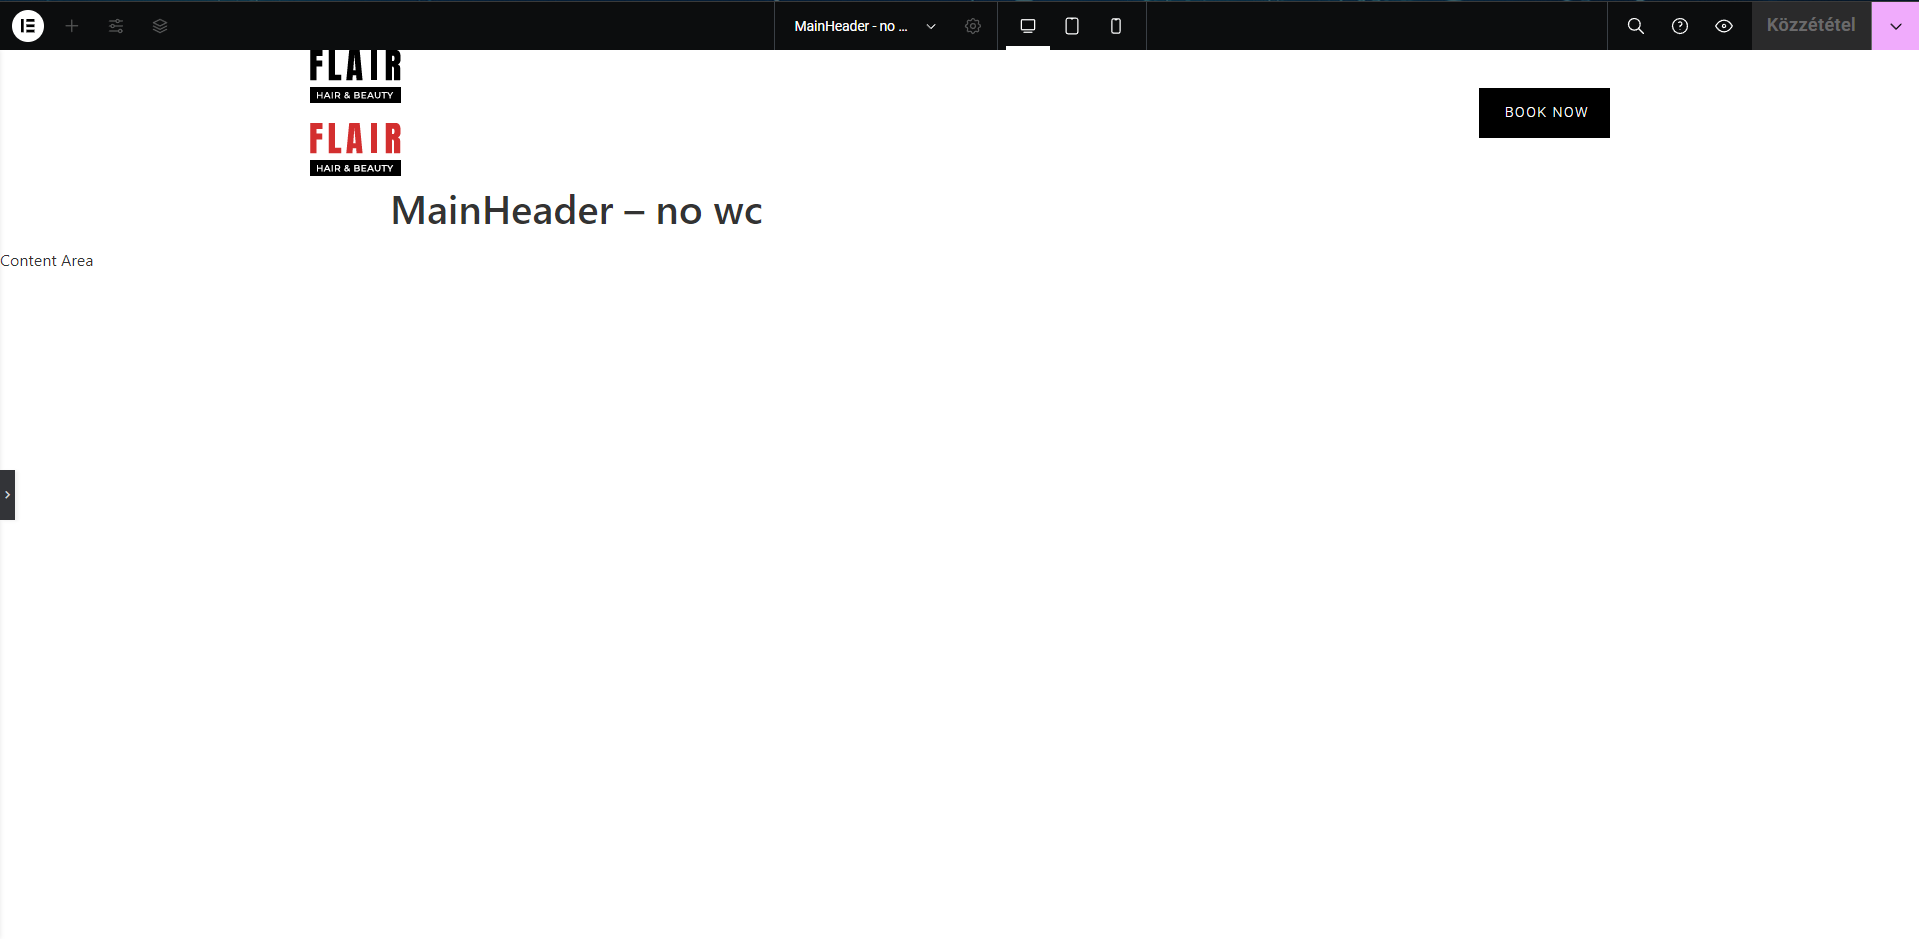 MainHeader - no ...
Közzététel
FLAIR
HAIR & BEAUTY
BOOK NOW
FLAIR
HAIR & BEAUTY
MainHeader – no wc
Content Area